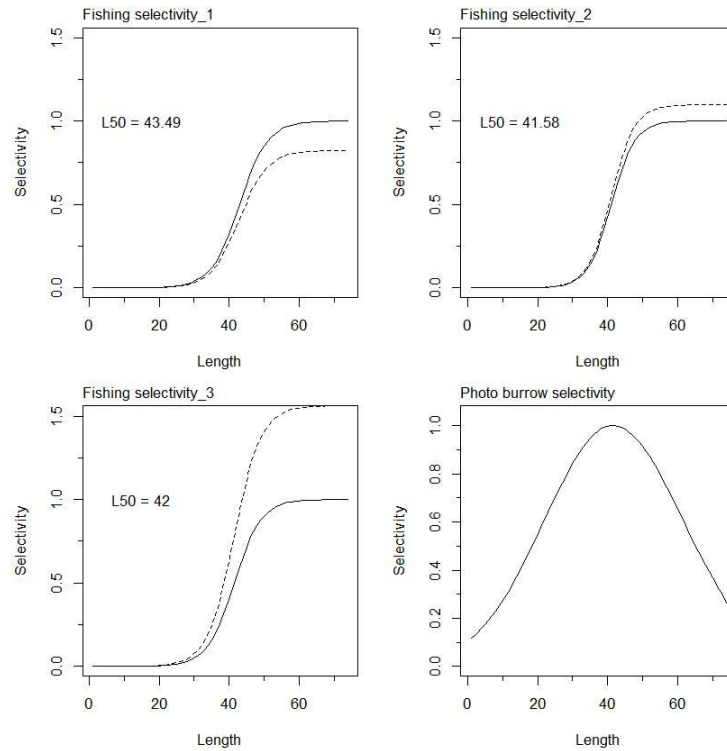 Fishing selectivity_1
1.5
1.0
0.5
0.0
Selectivity
L50 = 43.49
0 20 40 60
Length
Fishing selectivity_2
1.5
1.0
0.5
0.0
Selectivity
L50 = 41.58
0 20 40 60
Length
Fishing selectivity_3
1.5
1.0
0.5
0.0
Selectivity
L50 = 42
0 20 40 60
Length
Photo burrow selectivity
1.0
0.8
0.6
0.4
0.2
Selectivity
0 20 40 60
Length